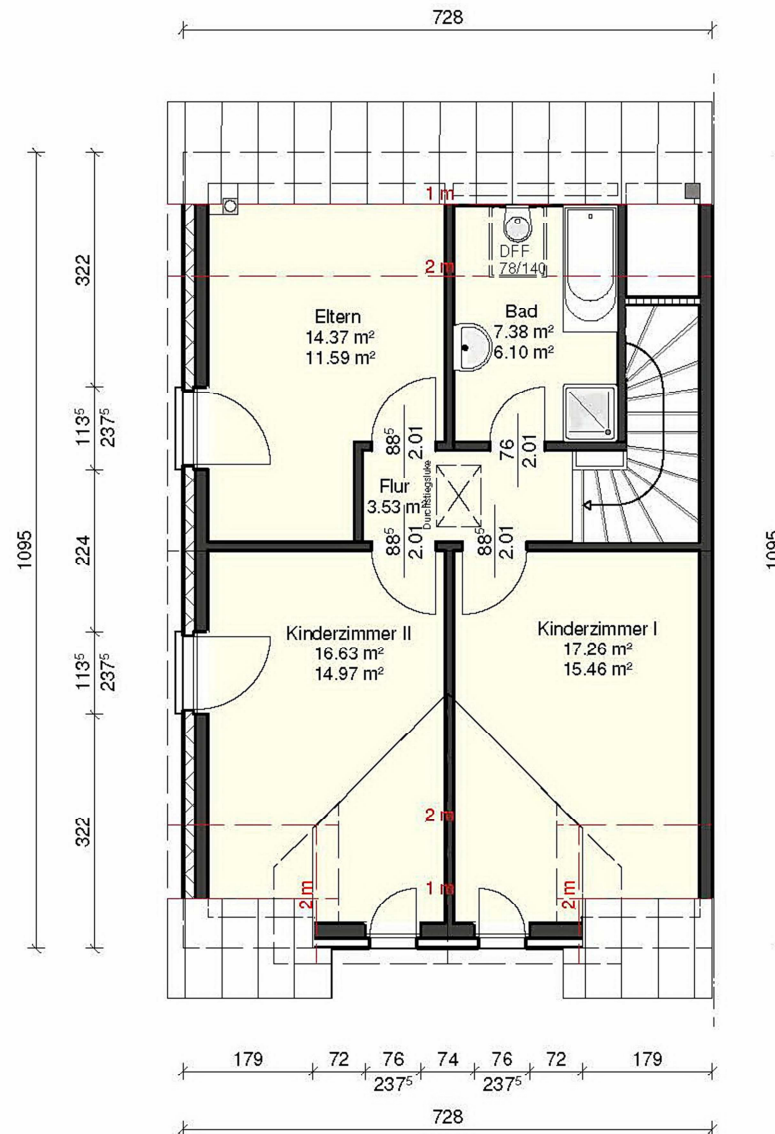 728
1 m
DFF
78/140
2 m
322
Eltern
14.37 m²
11.59 m²
Bad
7.38 m²
6.10 m²
113⁵
237⁵
88⁵
2.01
76
2.01
Flur
3.53 m²
Durchstiegsluke
1095
224
1095
88⁵
2.01
88⁵
2.01
Kinderzimmer II
16.63 m²
14.97 m²
Kinderzimmer I
17.26 m²
15.46 m²
113⁵
237⁵
322
2 m
1 m
2 m
2 m
179
72
76
74
76
72
179
237⁵
237⁵
728